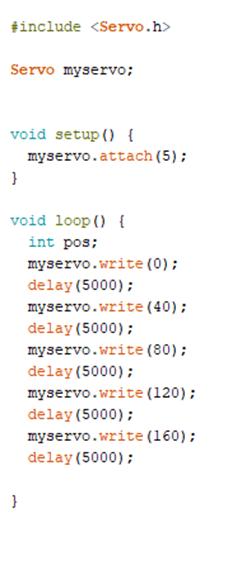 #include <Servo.h>
Servo myservo;
void setup() {
  myservo.attach(5);
}
void loop() {
  int pos;
  myservo.write(0);
  delay(5000);
  myservo.write(40);
  delay(5000);
  myservo.write(80);
  delay(5000);
  myservo.write(120);
  delay(5000);
  myservo.write(160);
  delay(5000);
}